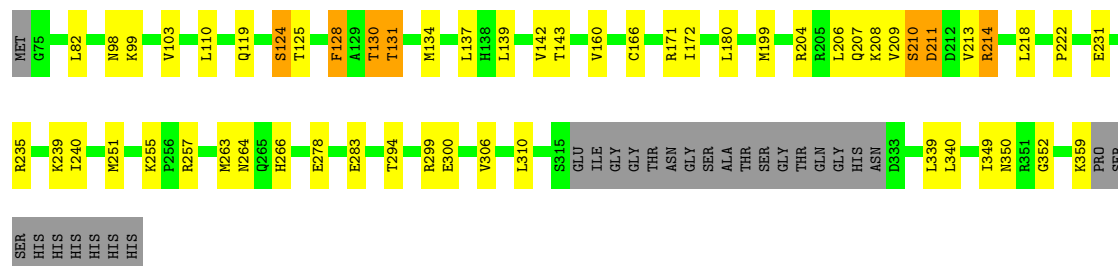 MET G75 L82 N98 K99 V103 L110 Q119 S124 T125 F128 A129 T130 T131 M134 L137 H138 L139 V142 T143 V160 C166 R171 I172 L180 M199 R204 R205 L206 Q207 K208 V209 S210 D211 D212 V213 R214 L218 P222 E231
R235 K239 I240 M251 K255 P256 R257 M263 N264 Q265 H266 E278 E283 T294 R299 E300 V306 L310 S315 GLU ILE GLY GLY THR ASN GLY SER ALA THR SER GLY THR GLN GLY HIS ASN D333 L339 L340 I349 N350 R351 G352 K359 PRO SER
SER HIS HIS HIS HIS HIS HIS